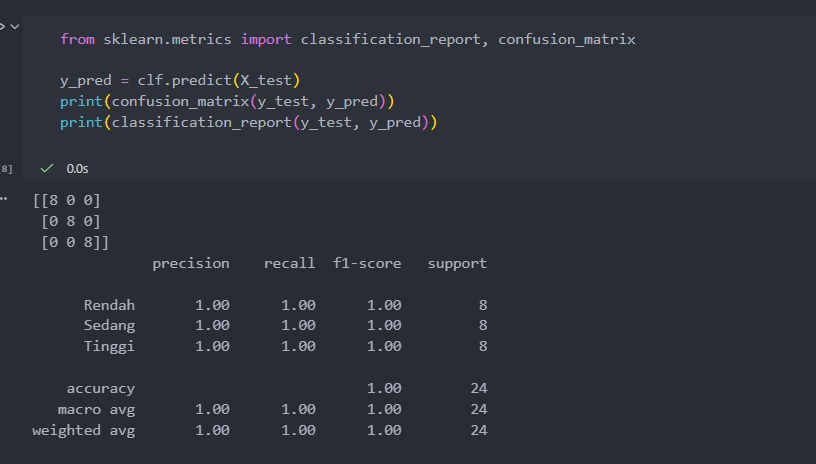 from sklearn.metrics import classification_report, confusion_matrix
y_pred = clf.predict(X_test)
print(confusion_matrix(y_test, y_pred))
print(classification_report(y_test, y_pred))
[8] 0.0s
[[8 0 0]
[0 8 0]
[0 0 8]]
precision recall f1-score support
Rendah 1.00 1.00 1.00 8
Sedang 1.00 1.00 1.00 8
Tinggi 1.00 1.00 1.00 8
accuracy 1.00 24
macro avg 1.00 1.00 1.00 24
weighted avg 1.00 1.00 1.00 24